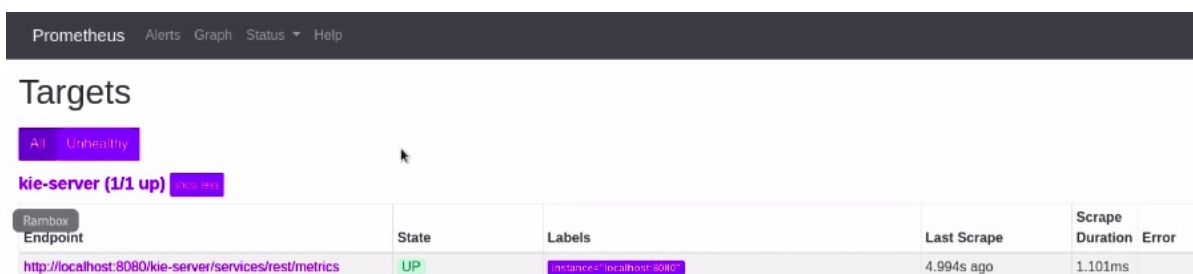 Prometheus Alerts Graph Status Help
Targets
All Unhealthy
kie-server (1/1 up) show less
Rambox
Endpoint State Labels Last Scrape Scrape Duration Error
http://localhost:8080/kie-server/services/rest/metrics UP instance="localhost:8080" 4.994s ago 1.101ms